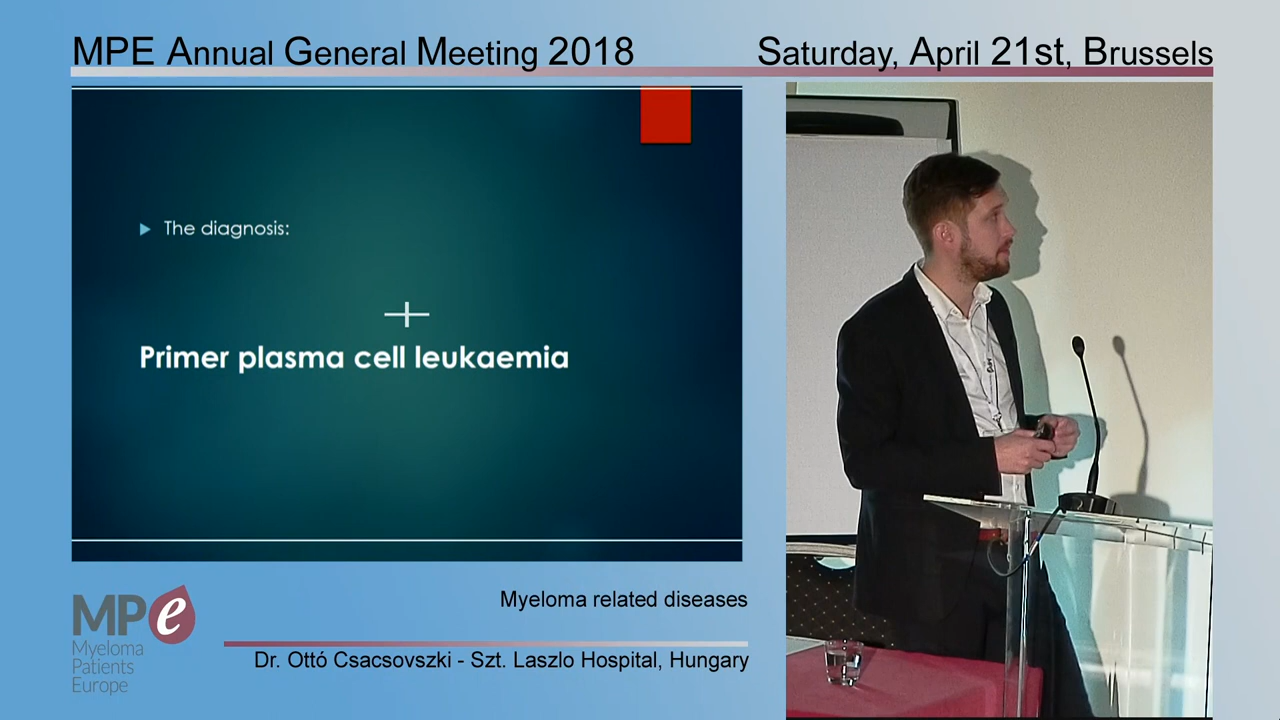 MPE Annual General Meeting 2018
Saturday, April 21st, Brussels
The diagnosis:
+
Primer plasma cell leukaemia
MPe
Myeloma
Patients
Europe
Myeloma related diseases
Dr. Ottó Csacsovszki - Szt. Laszlo Hospital, Hungary